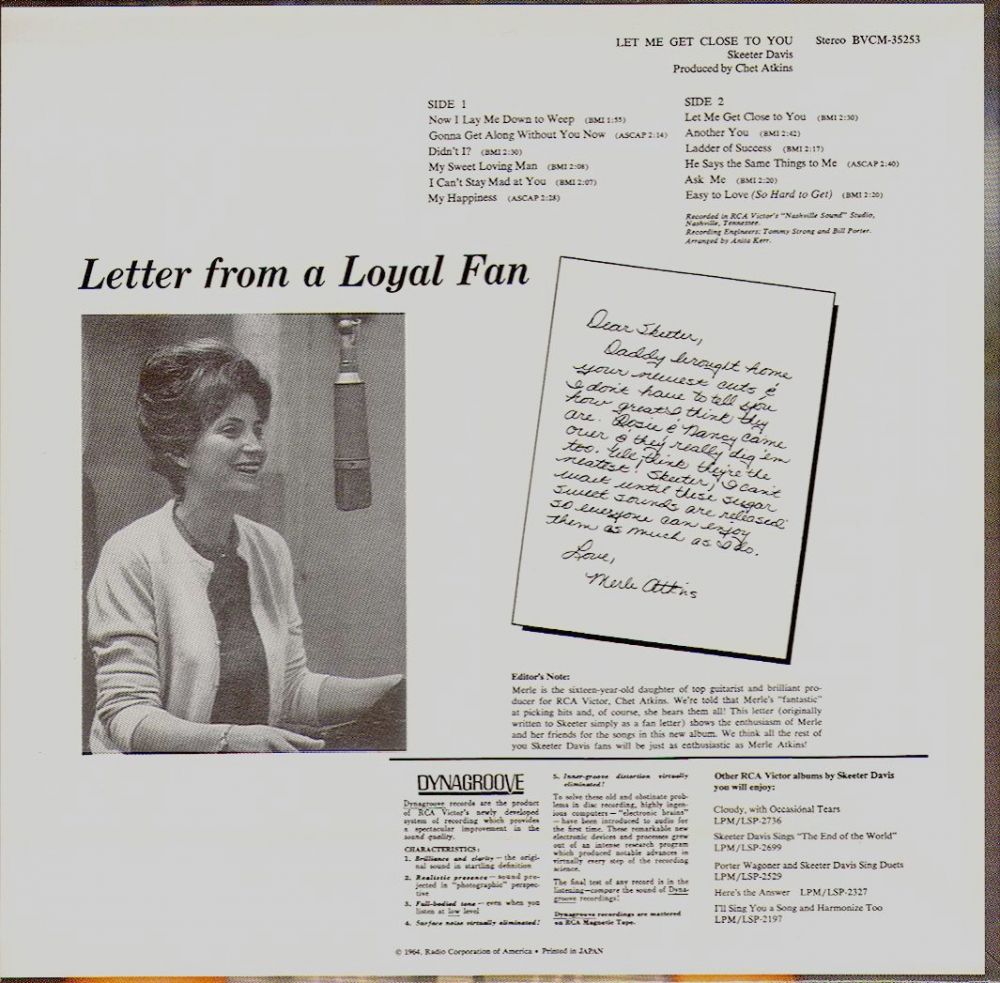 LET ME GET CLOSE TO YOU Stereo BVCM-35253
Skeeter Davis
Produced by Chet Atkins
SIDE 1
Now I Lay Me Down to Weep (BMI 1:55)
Gonna Get Along Without You Now (ASCAP 2:14)
Didn't I? (BMI 2:30)
My Sweet Loving Man (BMI 2:08)
I Can't Stay Mad at You (BMI 2:07)
My Happiness (ASCAP 2:28)
SIDE 2
Let Me Get Close to You (BMI 2:30)
Another You (BMI 2:42)
Ladder of Success (BMI 2:17)
He Says the Same Things to Me (ASCAP 2:40)
Ask Me (BMI 2:20)
Easy to Love (So Hard to Get) (BMI 2:20)
Recorded in RCA Victor's "Nashville Sound" Studio,
Nashville, Tennessee.
Recording Engineers: Tommy Strong and Bill Porter.
Arranged by Anita Kerr.
Letter from a Loyal Fan
Dear Skeeter,
Daddy brought home
your newest cuts &
I don't have to tell you
how great I think they
are. Rosie & Nancy came
over & they really dig 'em
too. We think they're the
neatest! Skeeter, I can't
wait until these sugar
sweet sounds are released
so everyone can enjoy
them as much as I do.
Love,
Merle Atkins
Editor's Note:
Merle is the sixteen-year-old daughter of top guitarist and brilliant pro-
ducer for RCA Victor, Chet Atkins. We're told that Merle's "fantastic"
at picking hits and, of course, she hears them all! This letter (originally
written to Skeeter simply as a fan letter) shows the enthusiasm of Merle
and her friends for the songs in this new album. We think all the rest of
you Skeeter Davis fans will be just as enthusiastic as Merle Atkins!
DYNAGROOVE
Dynagroove records are the product
of RCA Victor's newly developed
system of recording which provides
a spectacular improvement in the
sound quality.
CHARACTERISTICS:
1. Brilliance and clarity — the origi-
nal sound in startling definition
2. Realistic presence — sound pro-
jected in "photographic" perspec-
tive
3. Full-bodied tone — even when you
listen at low level
4. Surface noise virtually eliminated!
5. Inner-groove distortion virtually
eliminated!
To solve these old and obstinate prob-
lems in disc recording, highly ingen-
ious computers — "electronic brains"
— have been introduced to audio for
the first time. These remarkable new
electronic devices and processes grew
out of an intense research program
which produced notable advances in
virtually every step of the recording
science.
The final test of any record is in the
listening — compare the sound of Dyna-
groove recordings!
Dynagroove recordings are mastered
on RCA Magnetic Tape.
Other RCA Victor albums by Skeeter Davis
you will enjoy:
Cloudy, with Occasional Tears
LPM/LSP-2736
Skeeter Davis Sings "The End of the World"
LPM/LSP-2699
Porter Wagoner and Skeeter Davis Sing Duets
LPM/LSP-2529
Here's the Answer LPM/LSP-2327
I'll Sing You a Song and Harmonize Too
LPM/LSP-2197
© 1964, Radio Corporation of America • Printed in JAPAN